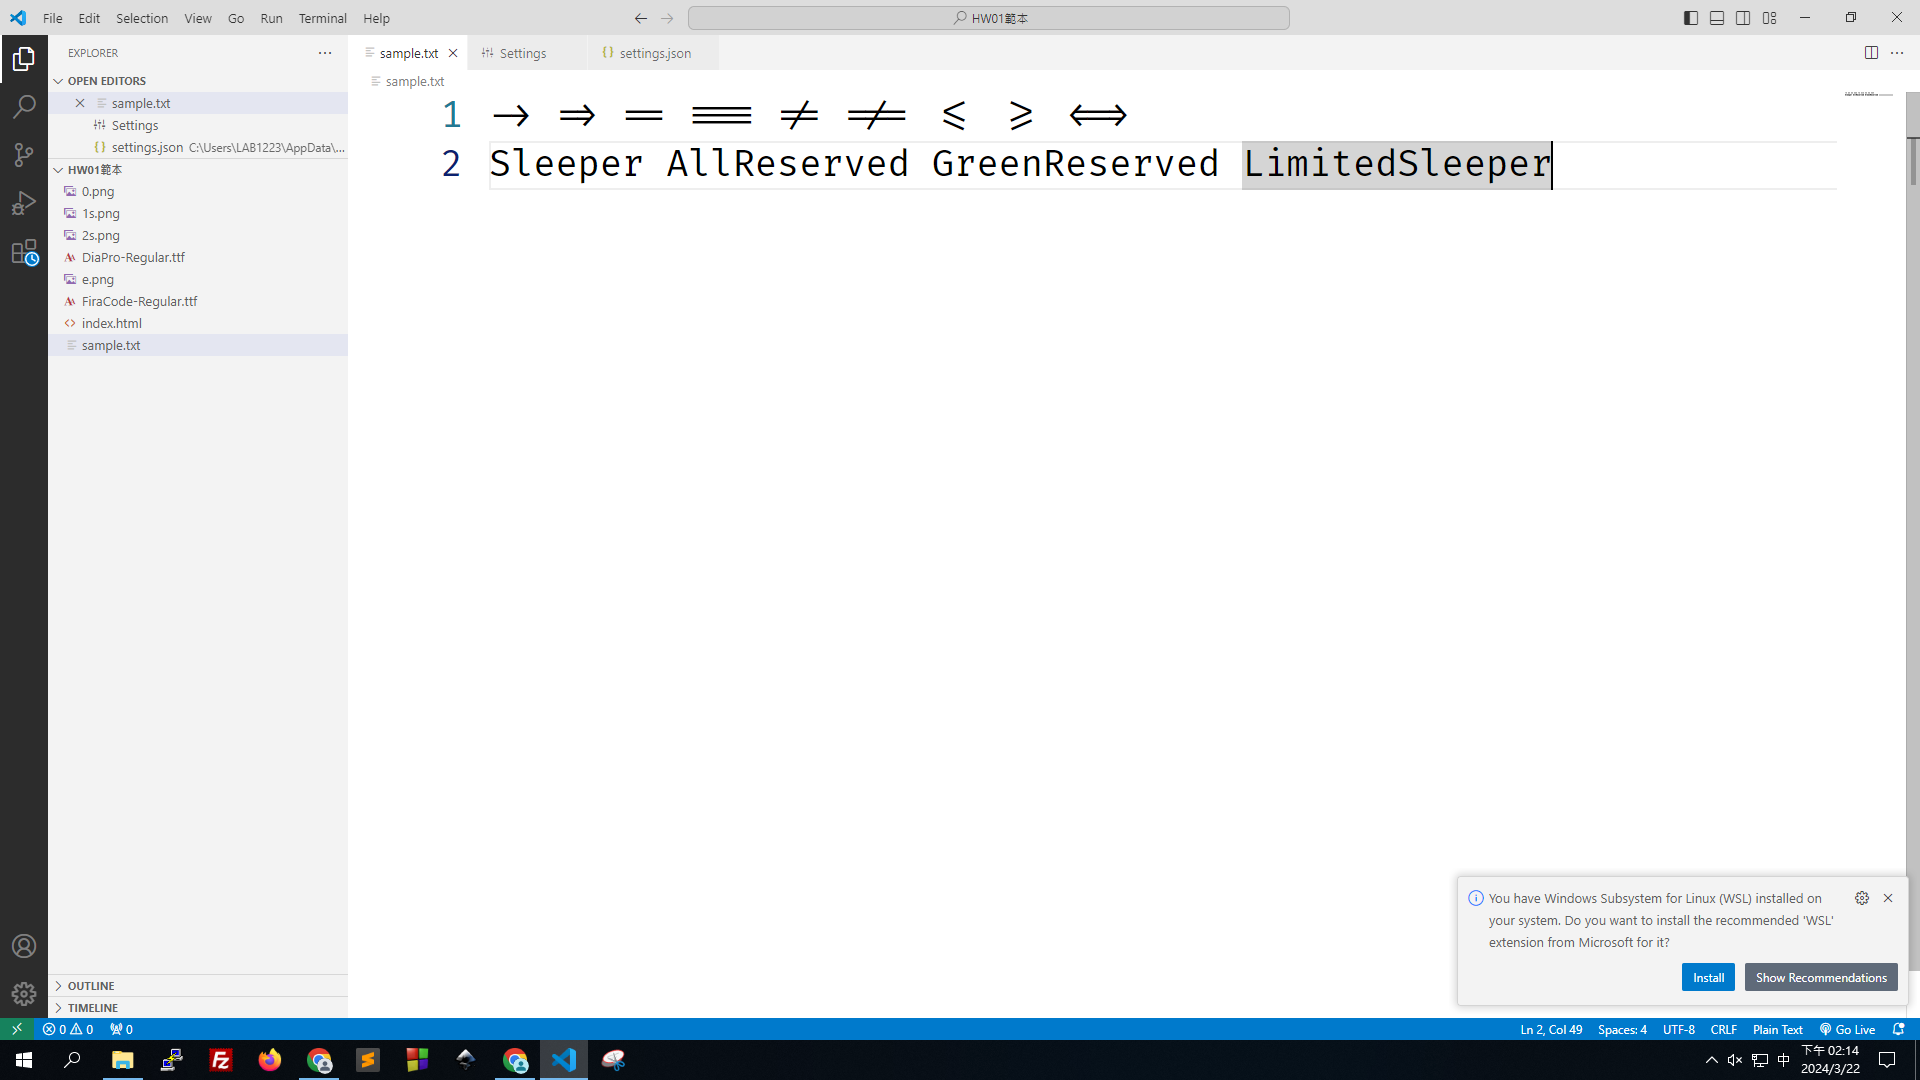 File Edit Selection View Go Run Terminal Help
HW01範本
EXPLORER
sample.txt
Settings
settings.json
OPEN EDITORS
sample.txt
Settings
settings.json C:\Users\LAB1223\AppData\...
HW01範本
0.png
1s.png
2s.png
DiaPro-Regular.ttf
e.png
FiraCode-Regular.ttf
index.html
sample.txt
OUTLINE
TIMELINE
sample.txt
1 → ⇒ == ≡ ≠ ≠≠ ⩽ ⩾ ⟺
2 Sleeper AllReserved GreenReserved LimitedSleeper
You have Windows Subsystem for Linux (WSL) installed on
your system. Do you want to install the recommended 'WSL'
extension from Microsoft for it?
Install
Show Recommendations
0 0 0
Ln 2, Col 49 Spaces: 4 UTF-8 CRLF Plain Text Go Live
中
下午 02:14
2024/3/22